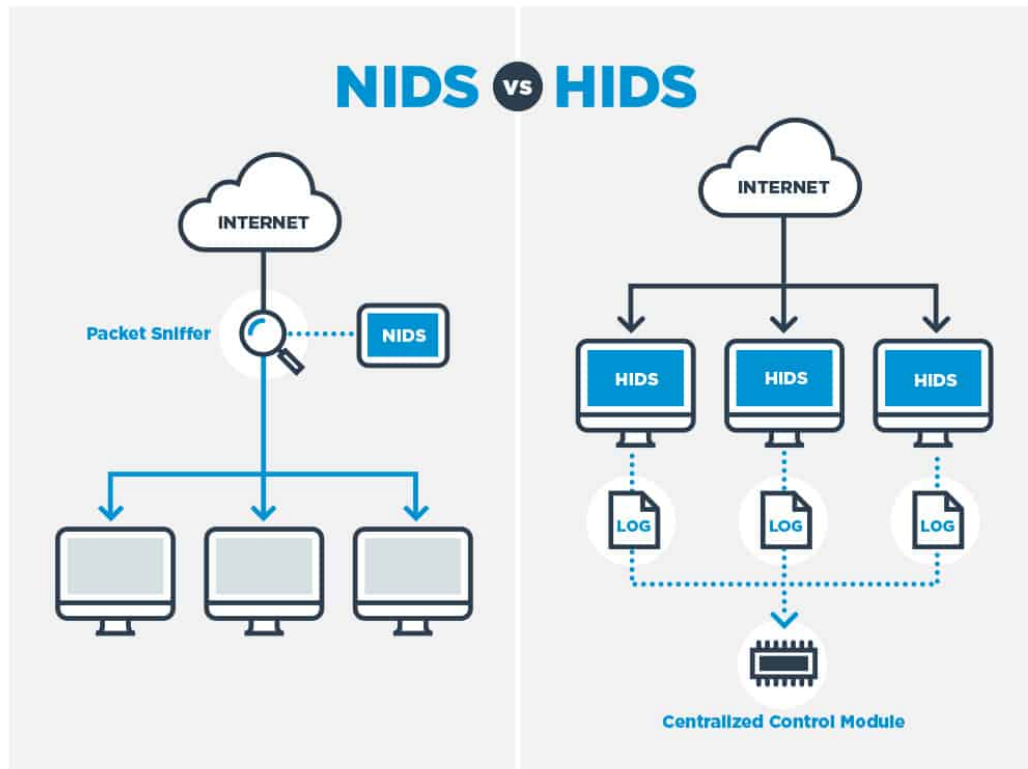 NIDS vs HIDS
INTERNET
Packet Sniffer
NIDS
INTERNET
HIDS
HIDS
HIDS
LOG
LOG
LOG
Centralized Control Module